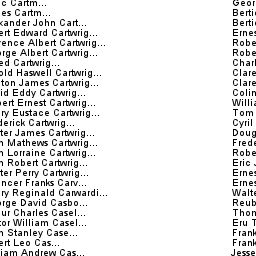 c Cartm... Geor
es Cartm... Berti
xander John Cart... Berti
ert Edward Cartwrig... Ernes
rence Albert Cartwrig... Robe
rge Albert Cartwrig... Robe
ed Cartwrig... Charl
old Haswell Cartwrig... Clare
ton James Cartwrig... Clare
id Eddy Cartwrig... Colin
ert Ernest Cartwrig... Willia
ry Eustace Cartwrig... Tom
derick Cartwrig... Cyril
ter James Cartwrig... Doug
n Mathews Cartwrig... Frede
n Lorraine Cartwrig... Robe
n Robert Cartwrig... Eric J
ter Perry Cartwrig... Ernes
ncer Franks Carv... Ernes
ry Reginald Carwardi... Walte
rge David Casbo... Reub
ur Charles Casel... Thon
tor William Casel... Eru T
n Stanley Case... Frank
ert Leo Cas... Frank
iam Andrew Cas... Jesse